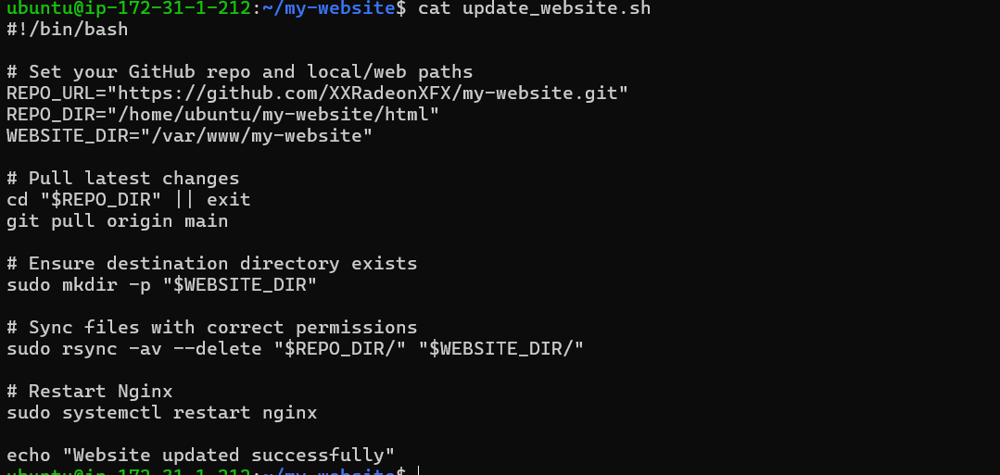 ubuntu@ip-172-31-1-212:~/my-website$ cat update_website.sh
#!/bin/bash
# Set your GitHub repo and local/web paths
REPO_URL="https://github.com/XXRadeonXFX/my-website.git"
REPO_DIR="/home/ubuntu/my-website/html"
WEBSITE_DIR="/var/www/my-website"
# Pull latest changes
cd "$REPO_DIR" || exit
git pull origin main
# Ensure destination directory exists
sudo mkdir -p "$WEBSITE_DIR"
# Sync files with correct permissions
sudo rsync -av --delete "$REPO_DIR/" "$WEBSITE_DIR/"
# Restart Nginx
sudo systemctl restart nginx
echo "Website updated successfully"
ubuntu@ip-172-31-1-212:~/my-website$